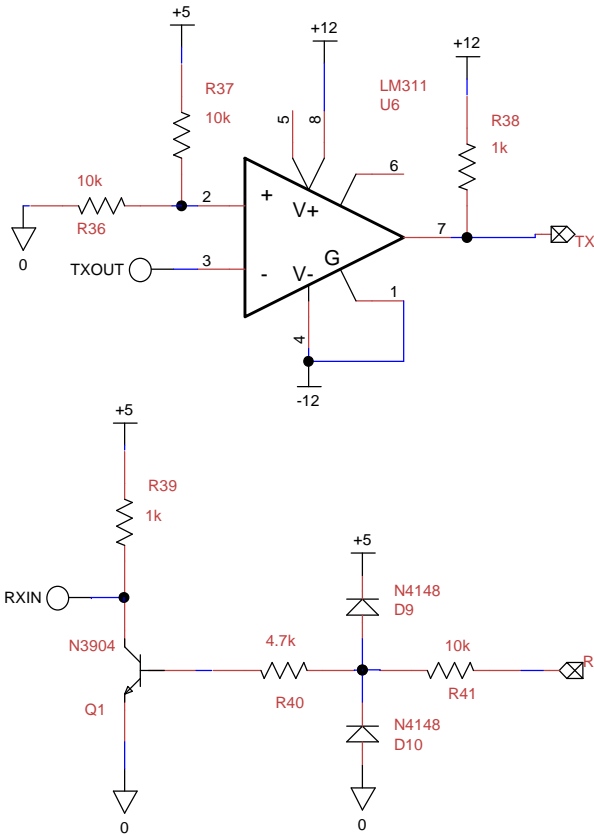 +5
+12
+12
R37
10k
LM311
U6
R38
1k
5
8
6
10k
R36
2
+
V+
7
TX
0
TXOUT
3
-
V-
G
1
4
-12
+5
R39
1k
+5
RXIN
N4148
D9
N3904
4.7k
10k
R
R40
R41
Q1
N4148
D10
0
0